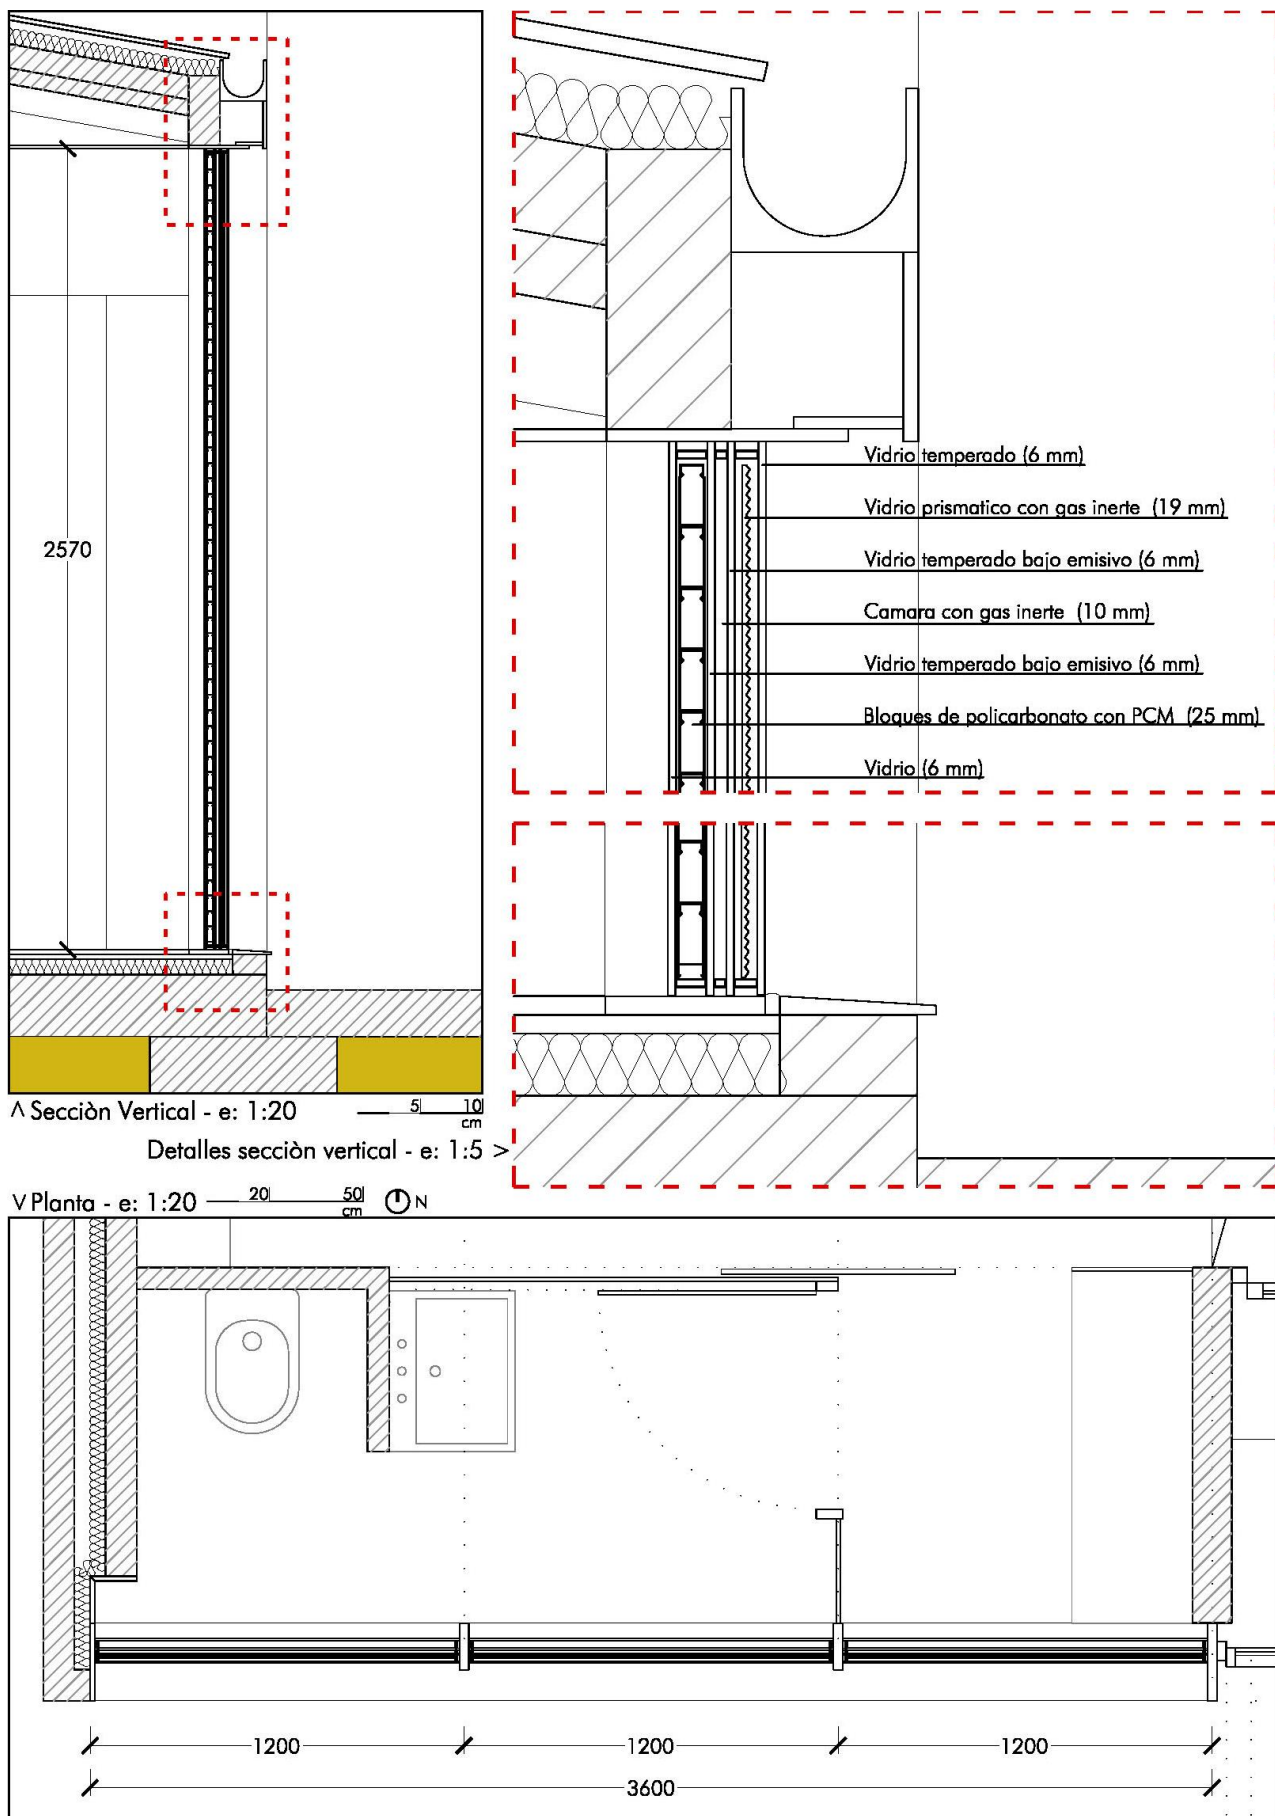 2570
Vidrio temperado (6 mm)
Vidrio prismatico con gas inerte (19 mm)
Vidrio temperado bajo emisivo (6 mm)
Camara con gas inerte (10 mm)
Vidrio temperado bajo emisivo (6 mm)
Bloques de policarbonato con PCM (25 mm)
Vidrio (6 mm)
Λ Secciòn Vertical - e: 1:20
5 10
cm
Detalles secciòn vertical - e: 1:5 >
V Planta - e: 1:20
20 50
cm
N
1200 1200 1200
3600